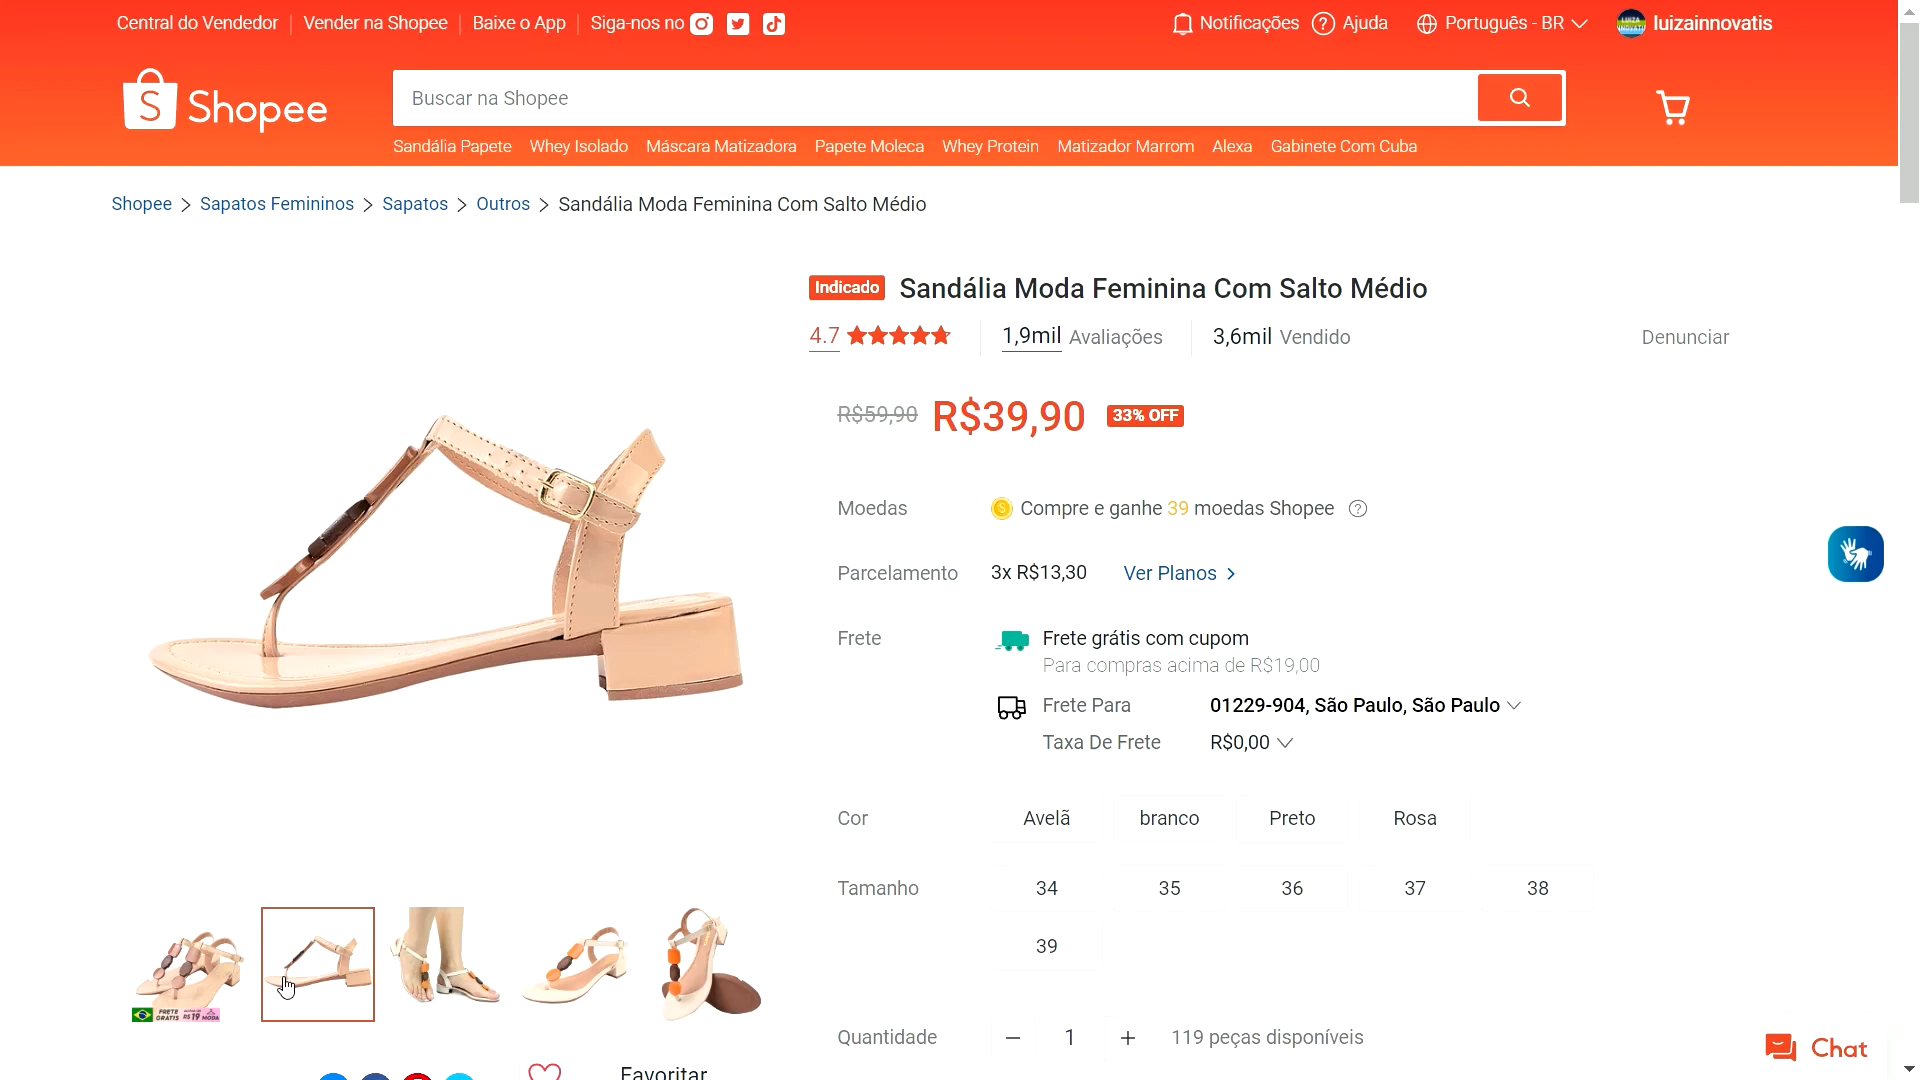 Central do Vendedor
Vender na Shopee
Baixe o App
Siga-nos no
Notificações
Ajuda
Português - BR
luizainnovatis
Shopee
Buscar na Shopee
Sandália Papete Whey Isolado Máscara Matizadora Papete Moleca Whey Protein Matizador Marrom Alexa Gabinete Com Cuba
Shopee > Sapatos Femininos > Sapatos > Outros > Sandália Moda Feminina Com Salto Médio
Indicado Sandália Moda Feminina Com Salto Médio
4.7
1,9mil Avaliações
3,6mil Vendido
Denunciar
R$59,90 R$39,90 33% OFF
Moedas Compre e ganhe 39 moedas Shopee ?
Parcelamento 3x R$13,30 Ver Planos >
Frete Frete grátis com cupom
Para compras acima de R$19,00
Frete Para 01229-904, São Paulo, São Paulo
Taxa De Frete R$0,00
Cor Avelã branco Preto Rosa
Tamanho 34 35 36 37 38
39
FRETE GRÁTIS
R$19 MODA
Quantidade − 1 + 119 peças disponíveis
Favoritar
Chat